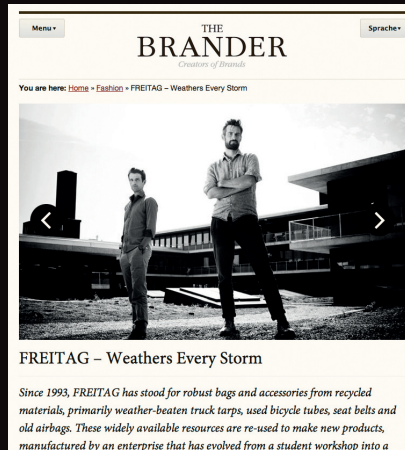 Menu▾
Sprache▾
THE
BRANDER
Creators of Brands
You are here: Home » Fashion » FREITAG – Weathers Every Storm
FREITAG – Weathers Every Storm
Since 1993, FREITAG has stood for robust bags and accessories from recycled
materials, primarily weather-beaten truck tarps, used bicycle tubes, seat belts and
old airbags. These widely available resources are re-used to make new products,
manufactured by an enterprise that has evolved from a student workshop into a